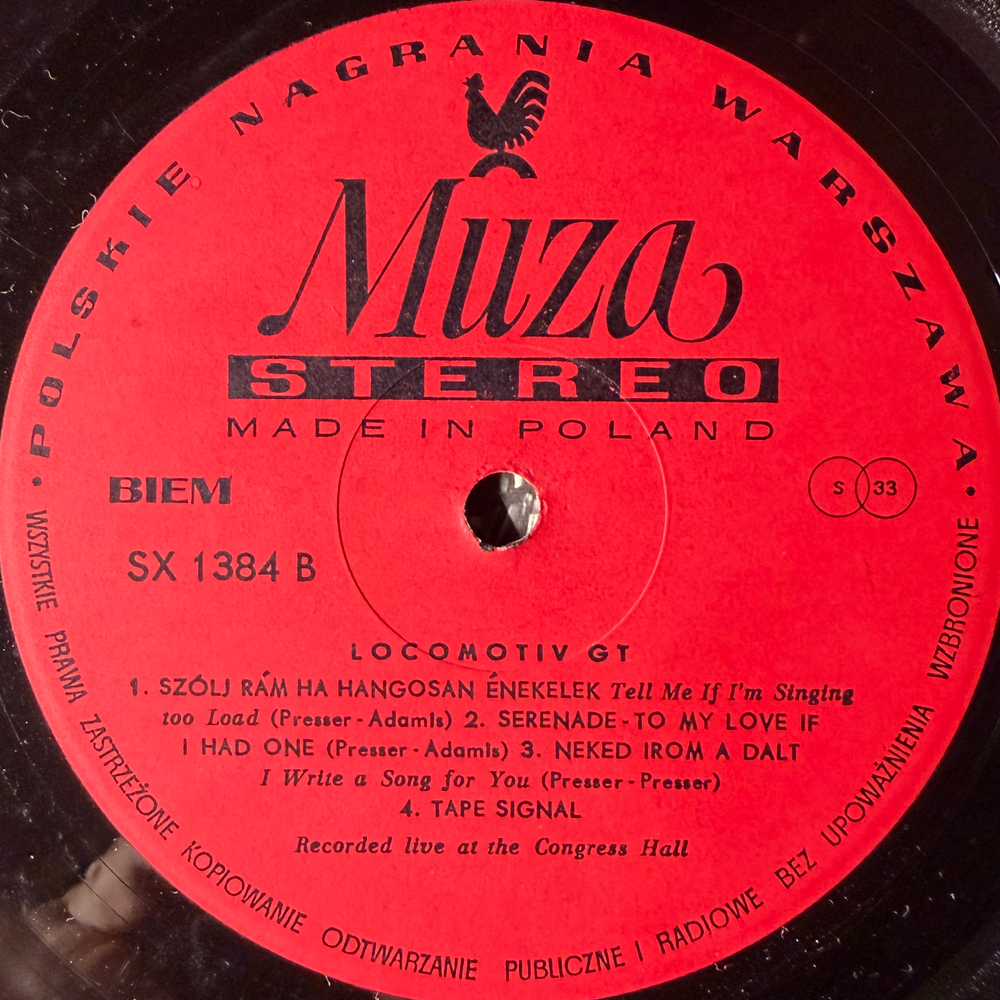 • POLSKIE NAGRANIA WARSZAWA •
Muza
STEREO
MADE IN POLAND
BIEM
S 33
SX 1384 B
LOCOMOTIV GT
1. SZÓLJ RÁM HA HANGOSAN ÉNEKELEK Tell Me If I'm Singing
too Load (Presser - Adamis) 2. SERENADE - TO MY LOVE IF
I HAD ONE (Presser - Adamis) 3. NEKED IROM A DALT
I Write a Song for You (Presser - Presser)
4. TAPE SIGNAL
Recorded live at the Congress Hall
WSZYSTKIE PRAWA ZASTRZEŻONE KOPIOWANIE ODTWARZANIE PUBLICZNE I RADIOWE BEZ UPOWAŻNIENIA WZBRONIONE